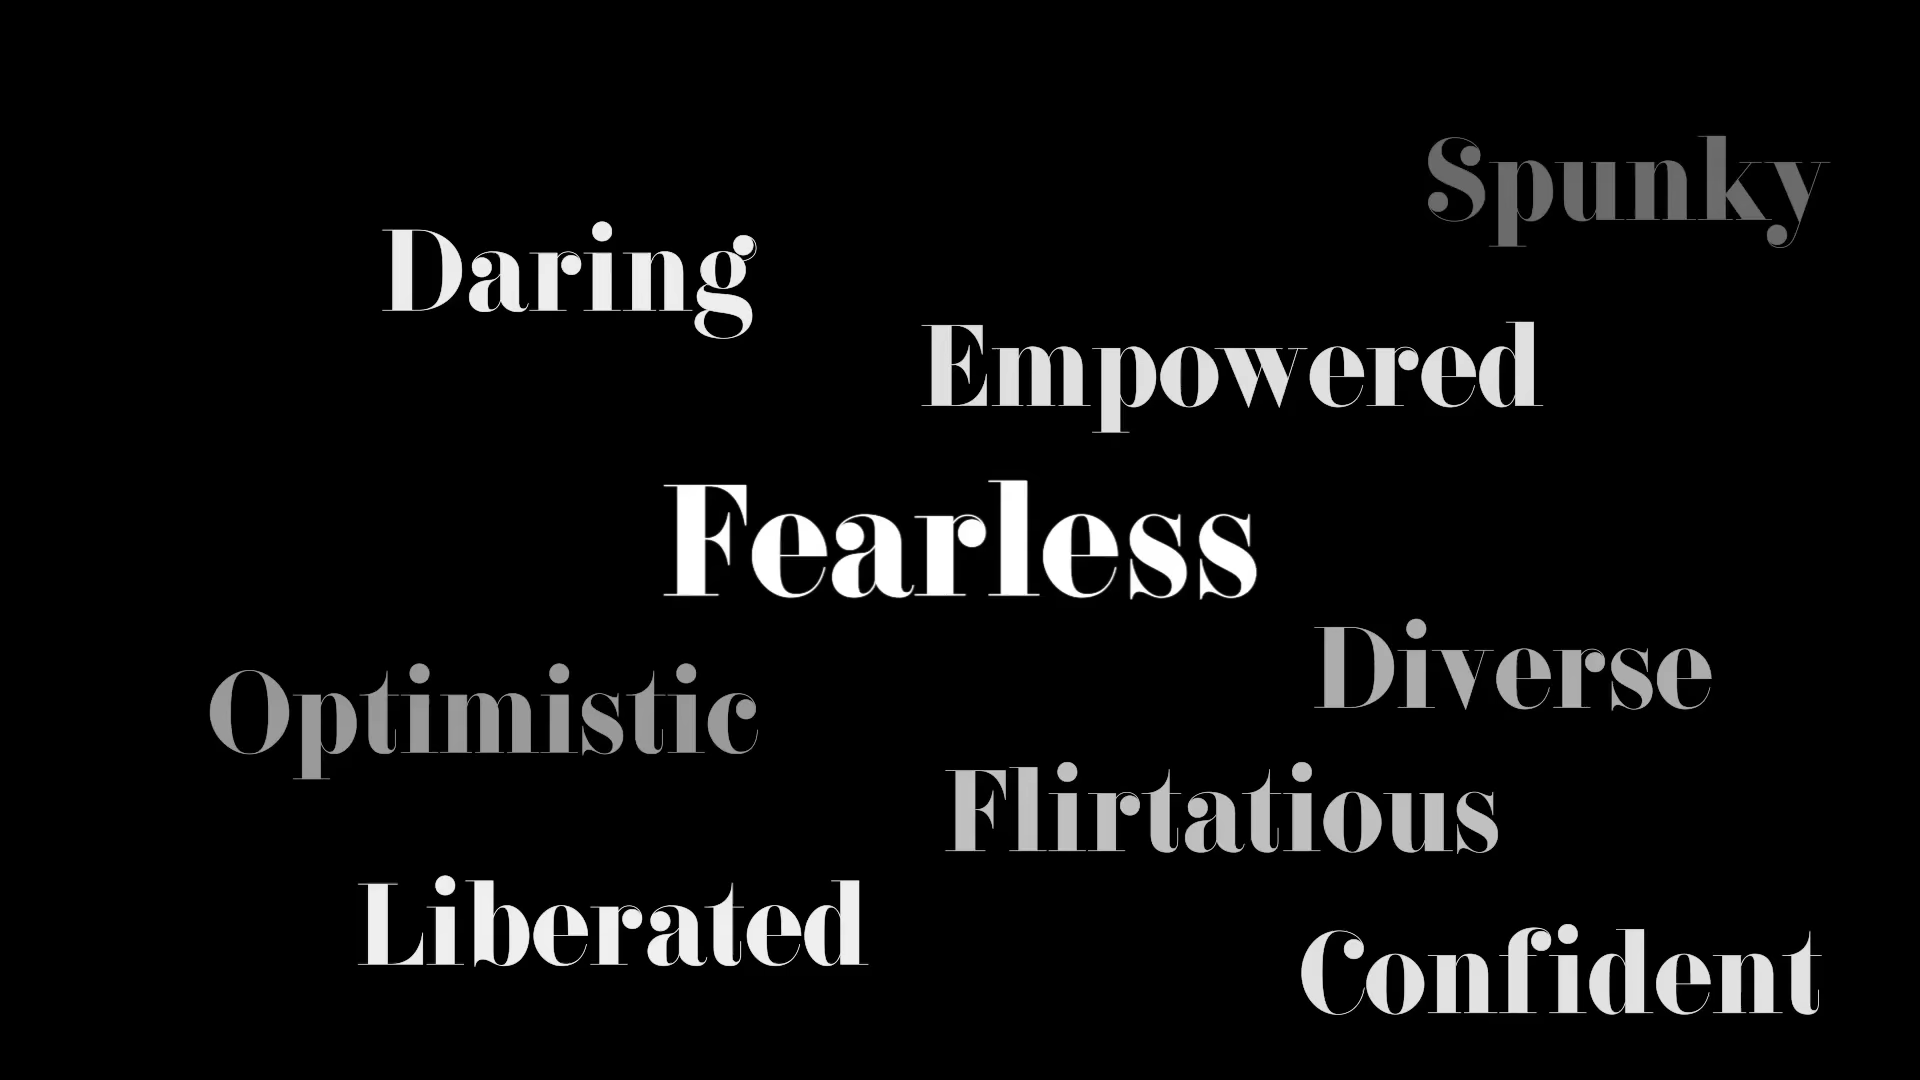 Spunky
Daring
Empowered
Fearless
Diverse
Optimistic
Flirtatious
Liberated
Confident